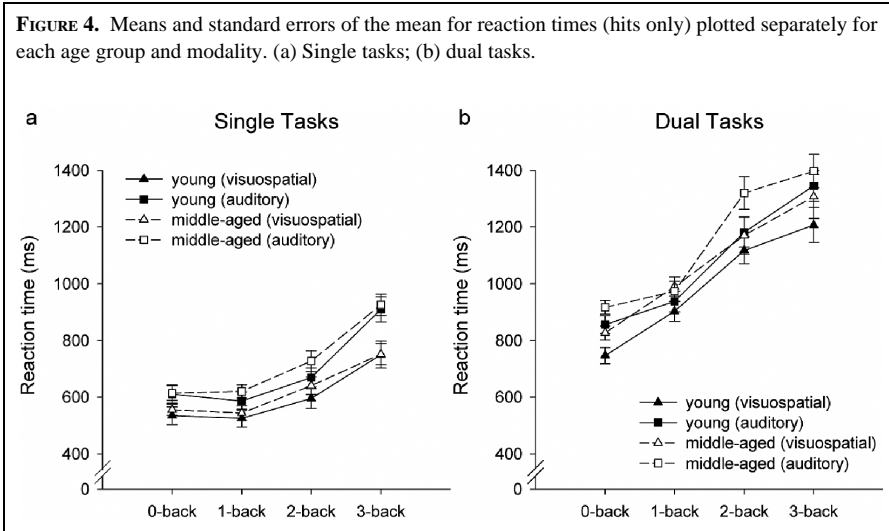 FIGURE 4. Means and standard errors of the mean for reaction times (hits only) plotted separately for
each age group and modality. (a) Single tasks; (b) dual tasks.
a
Single Tasks
young (visuospatial)
young (auditory)
middle-aged (visuospatial)
middle-aged (auditory)
Reaction time (ms)
1400
1200
1000
800
600
400
0
0-back 1-back 2-back 3-back
b
Dual Tasks
Reaction time (ms)
1400
1200
1000
800
600
400
0
young (visuospatial)
young (auditory)
middle-aged (visuospatial)
middle-aged (auditory)
0-back 1-back 2-back 3-back